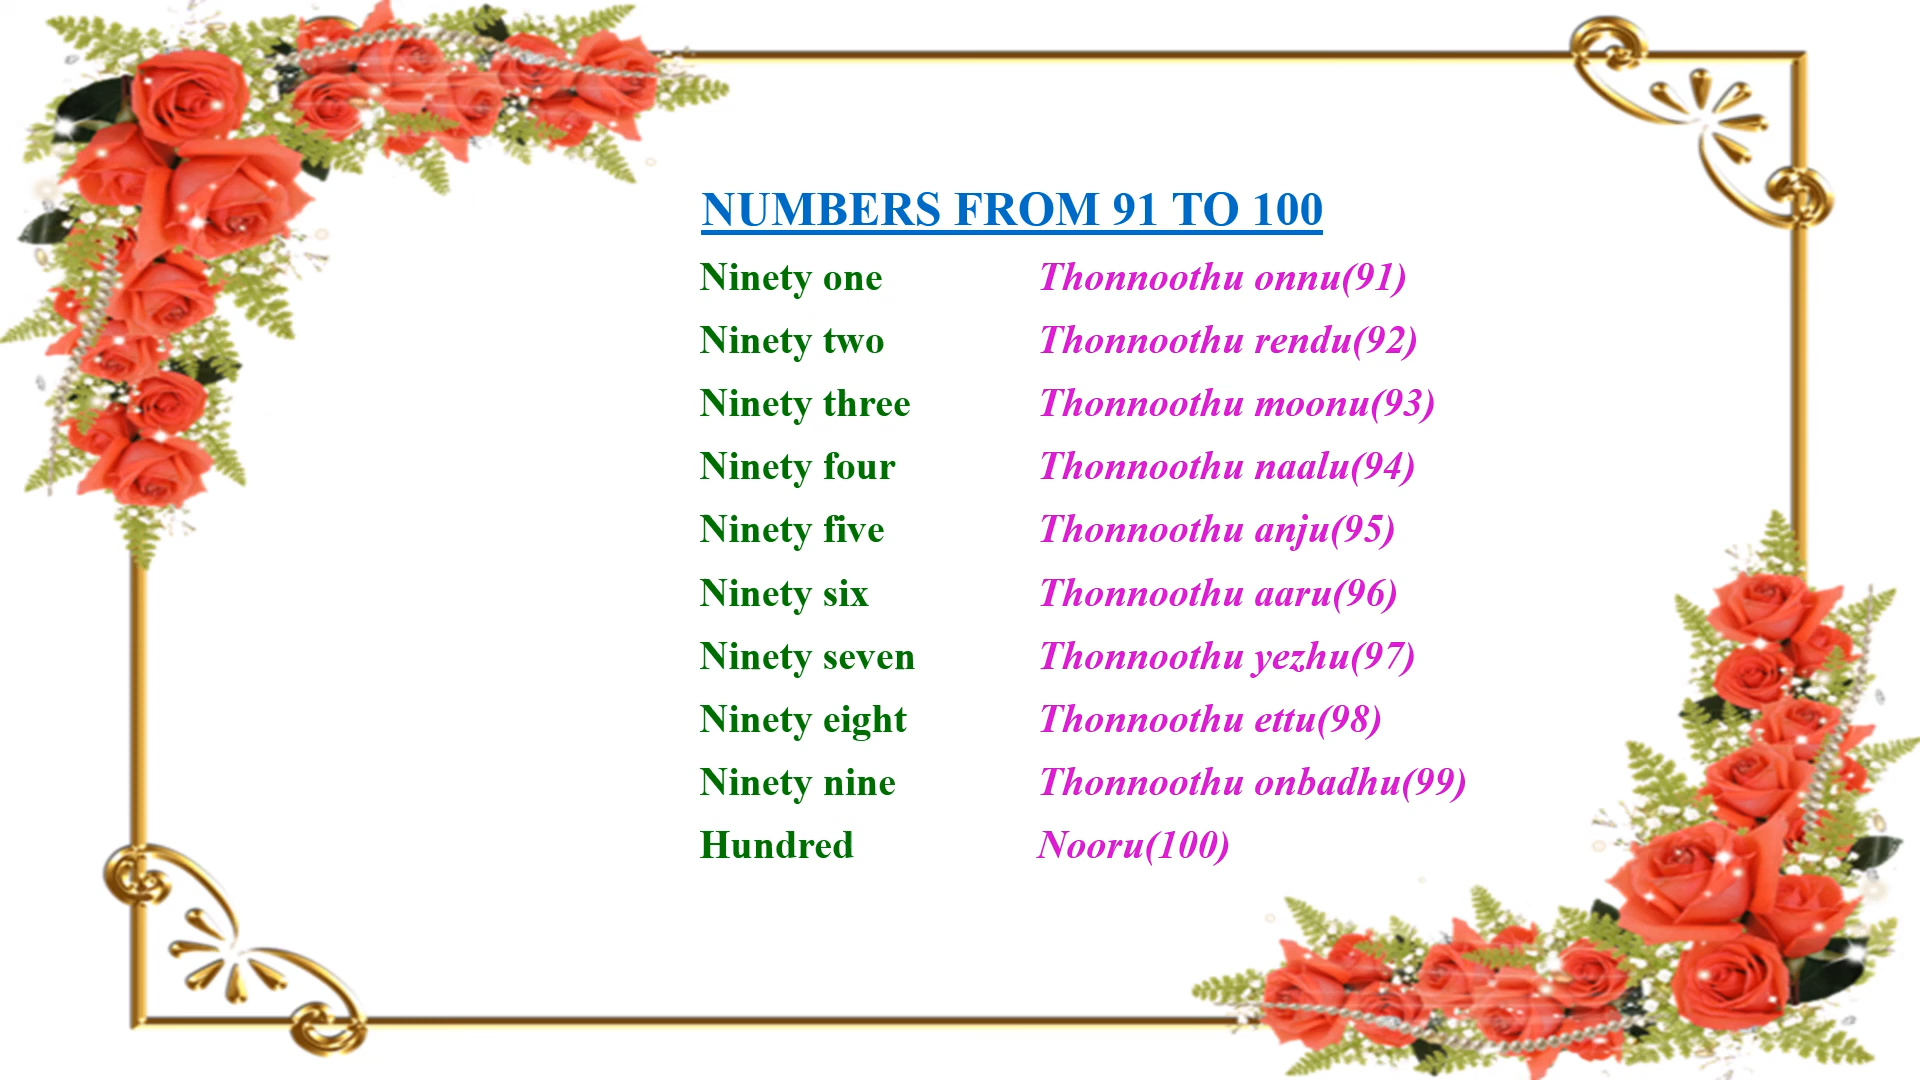 NUMBERS FROM 91 TO 100
Ninety one Thonnoothu onnu(91)
Ninety two Thonnoothu rendu(92)
Ninety three Thonnoothu moonu(93)
Ninety four Thonnoothu naalu(94)
Ninety five Thonnoothu anju(95)
Ninety six Thonnoothu aaru(96)
Ninety seven Thonnoothu yezhu(97)
Ninety eight Thonnoothu ettu(98)
Ninety nine Thonnoothu onbadhu(99)
Hundred Nooru(100)